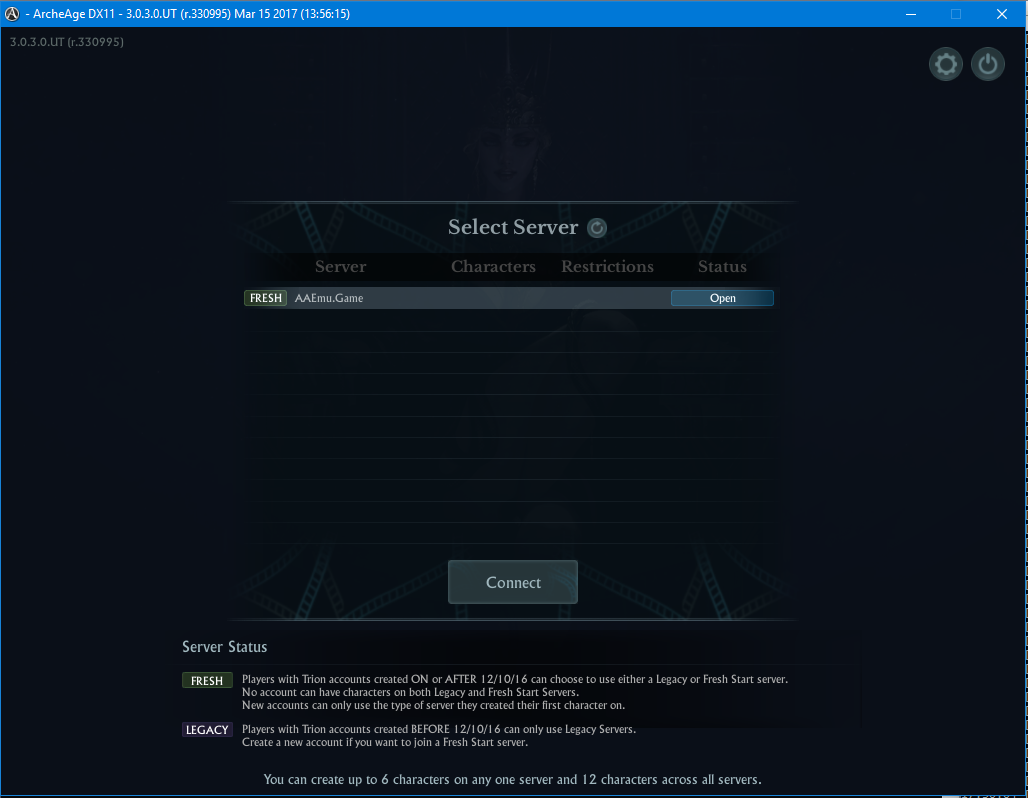 - ArcheAge DX11 - 3.0.3.0.UT (r.330995) Mar 15 2017 (13:56:15)
3.0.3.0.UT (r.330995)
Select Server
Server Characters Restrictions Status
FRESH AAEmu.Game Open
Connect
Server Status
FRESH Players with Trion accounts created ON or AFTER 12/10/16 can choose to use either a Legacy or Fresh Start server.
No account can have characters on both Legacy and Fresh Start Servers.
New accounts can only use the type of server they created their first character on.
LEGACY Players with Trion accounts created BEFORE 12/10/16 can only use Legacy Servers.
Create a new account if you want to join a Fresh Start server.
You can create up to 6 characters on any one server and 12 characters across all servers.